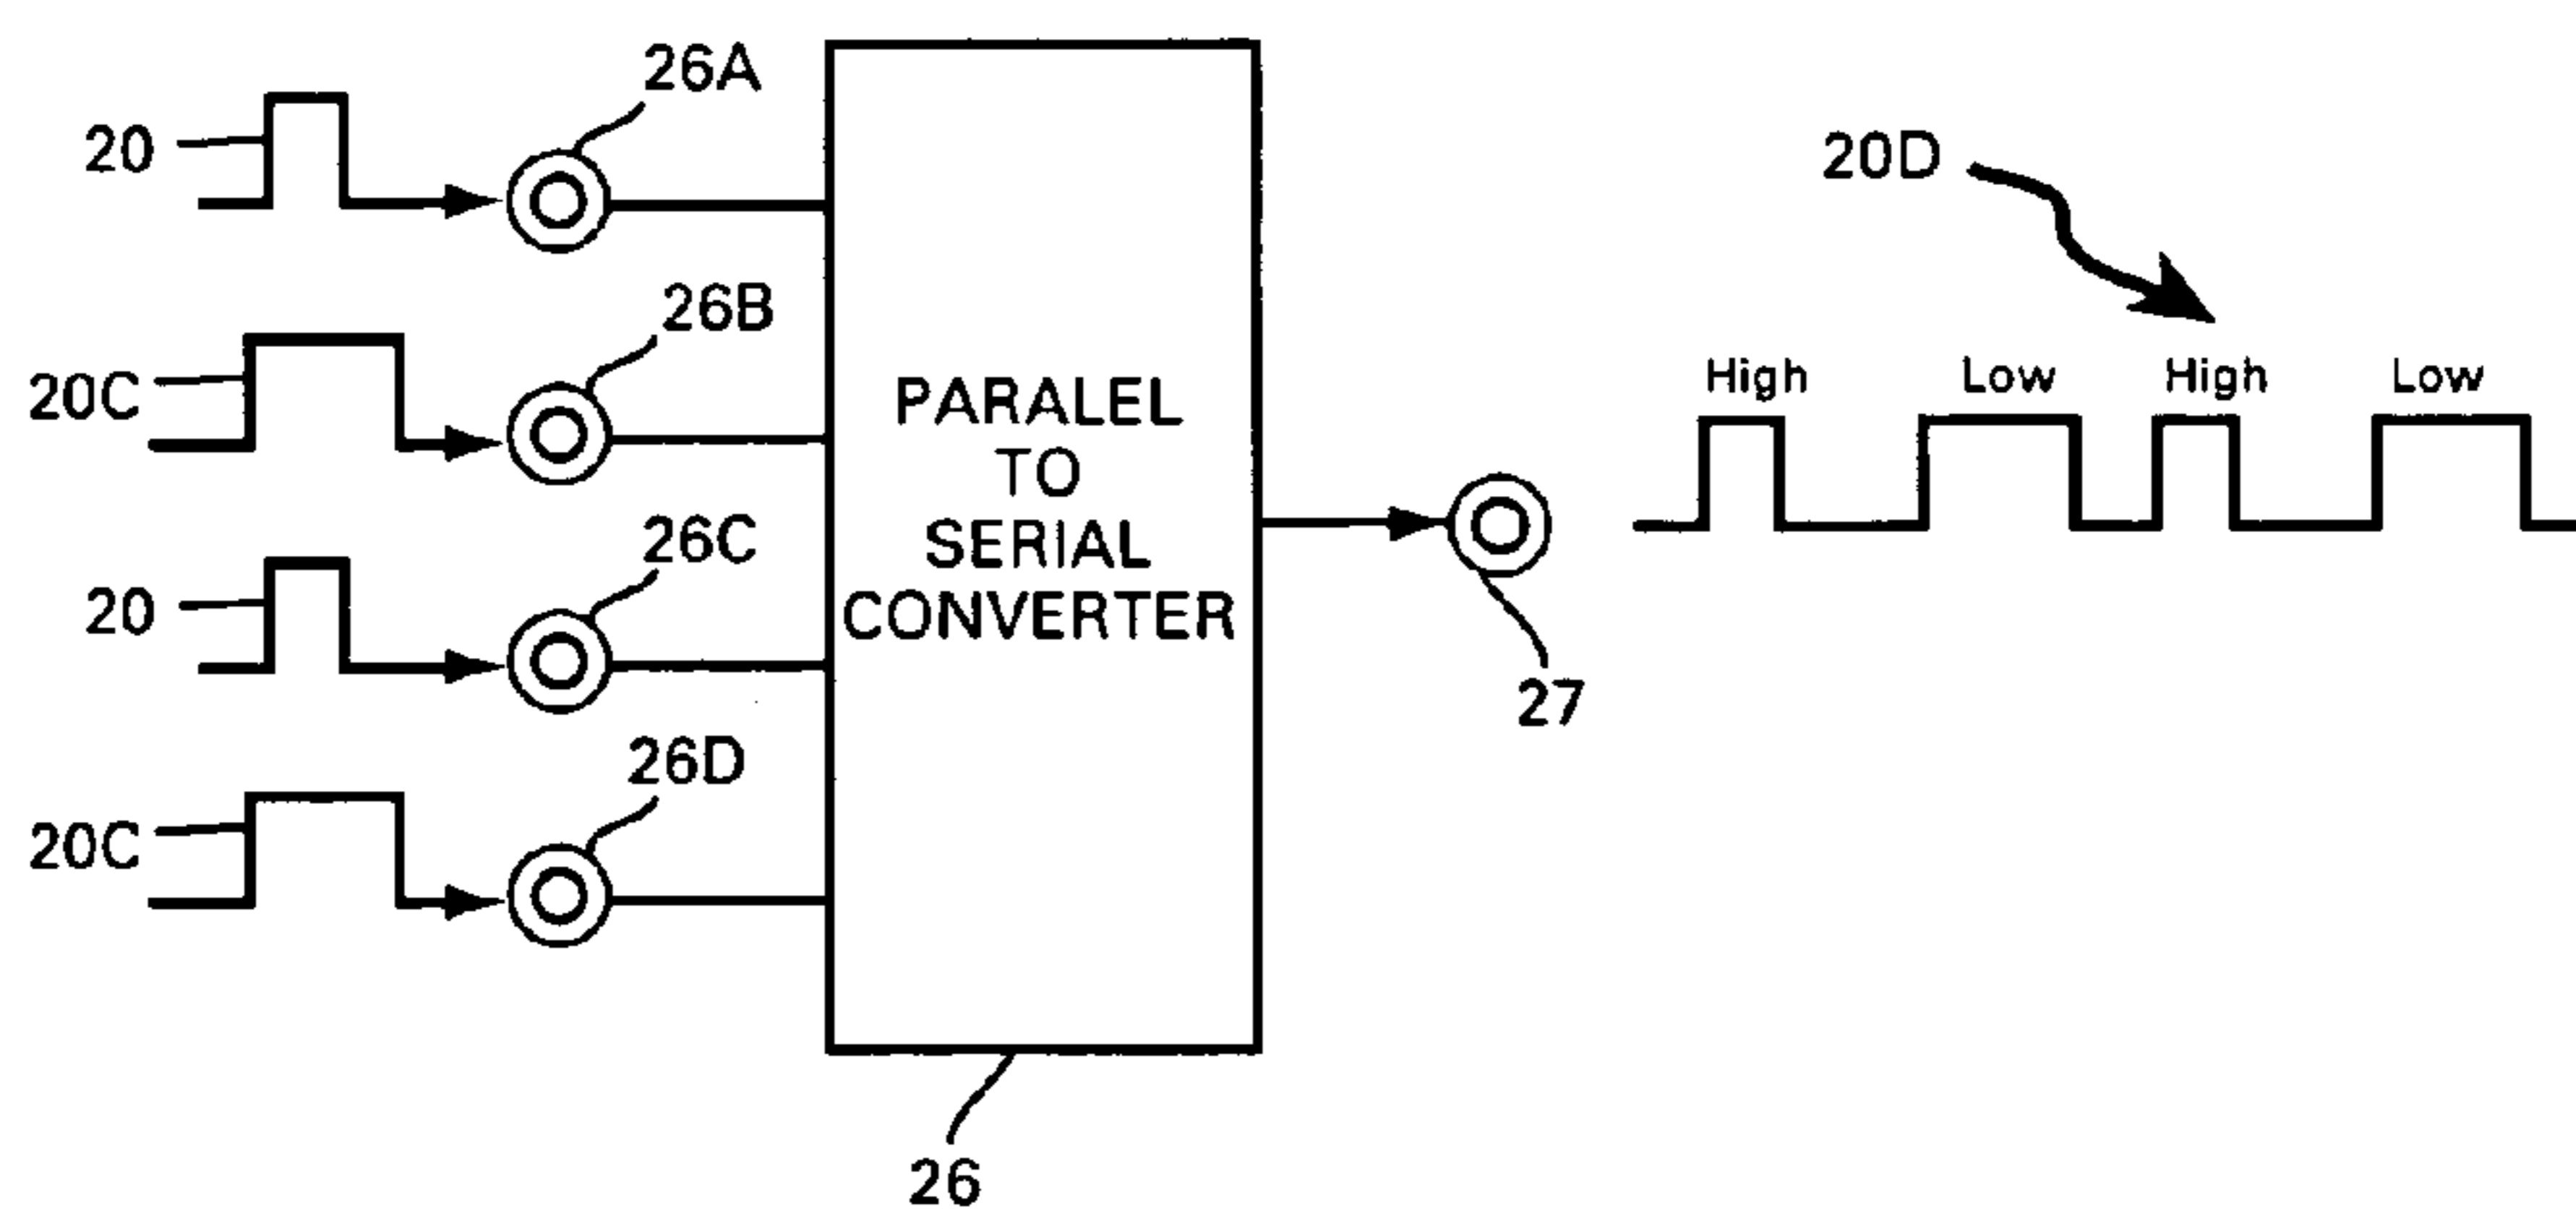 26A
20
20D
26B
20C
High Low High Low
PARALEL
TO
SERIAL
CONVERTER
26C
20
27
26D
20C
26